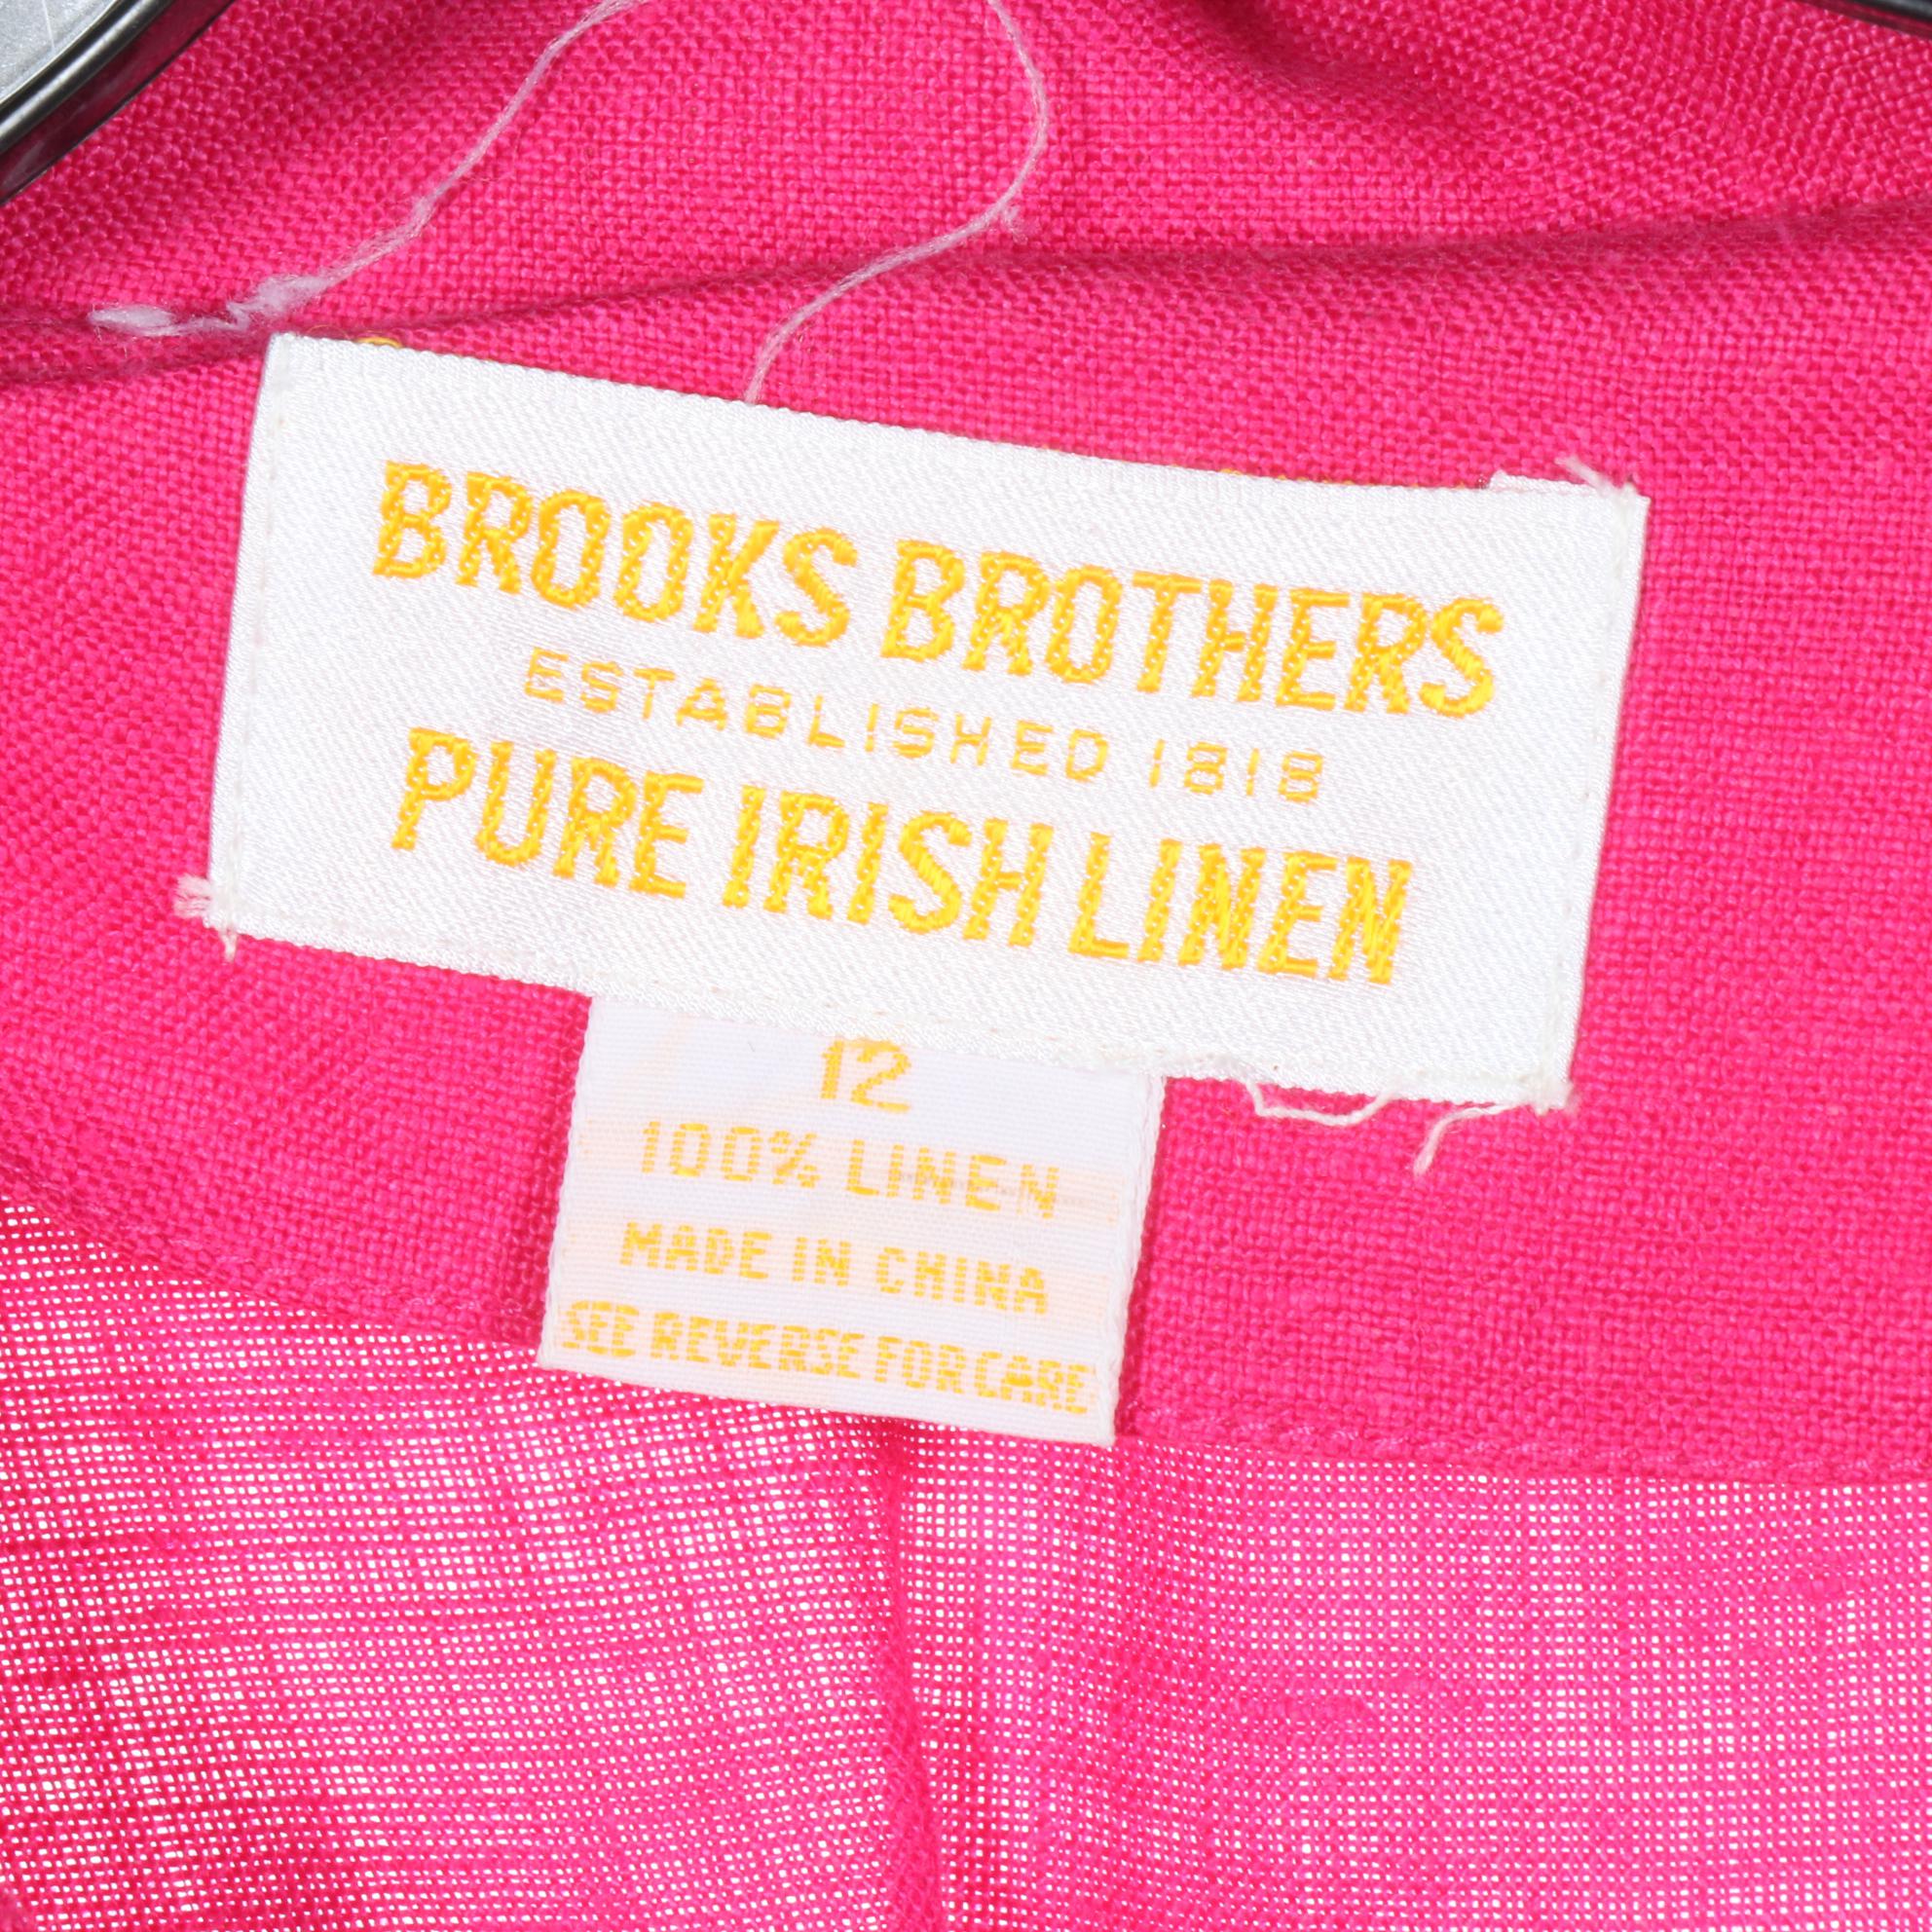 BROOKS BROTHERS
ESTABLISHED 1818
PURE IRISH LINEN
12
100% LINEN
MADE IN CHINA
SEE REVERSE FOR CARE